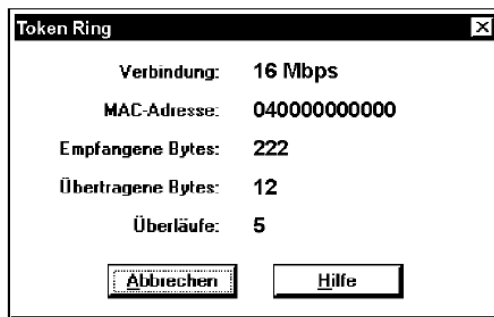 Token Ring
Verbindung: 16 Mbps
MAC-Adresse: 040000000000
Empfangene Bytes: 222
Übertragene Bytes: 12
Überläufe: 5
Abbrechen Hilfe